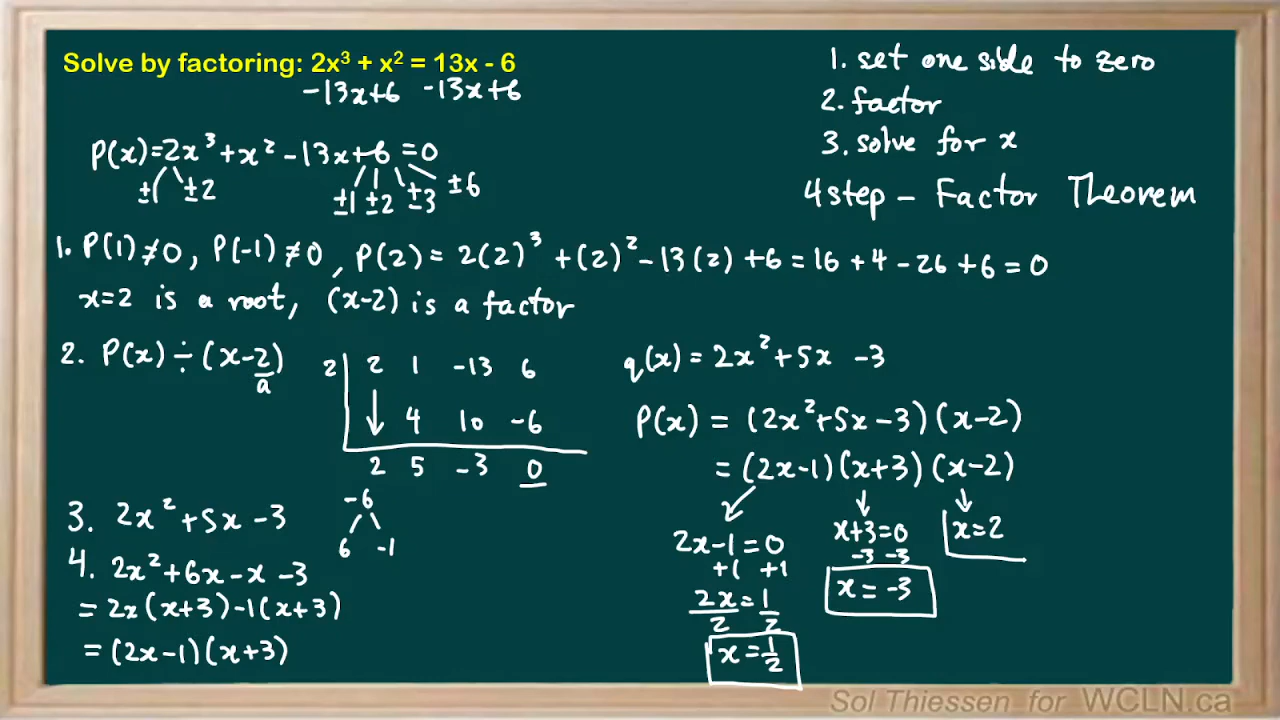 Solve by factoring: 2x³ + x² = 13x - 6
-13x+6 -13x+6
1. set one side to zero
2. factor
3. solve for x
4 step - Factor Theorem
P(x)=2x³+x²-13x+6=0
±1 ±2 ±1 ±2 ±3 ±6
1. P(1)≠0, P(-1)≠0, P(2)=2(2)³+(2)²-13(2)+6=16+4-26+6=0
x=2 is a root, (x-2) is a factor
2. P(x)÷(x-2)
a
2 2 1 -13 6
4 10 -6
2 5 -3 0
3. 2x²+5x-3
-6
6 -1
4. 2x²+6x-x-3
=2x(x+3)-1(x+3)
=(2x-1)(x+3)
q(x)=2x²+5x-3
P(x)=(2x²+5x-3)(x-2)
=(2x-1)(x+3)(x-2)
2x-1=0
+1 +1
2x/2=1/2
x=1/2
x+3=0
-3 -3
x=-3
x=2
Sol Thiessen for WCLN.ca